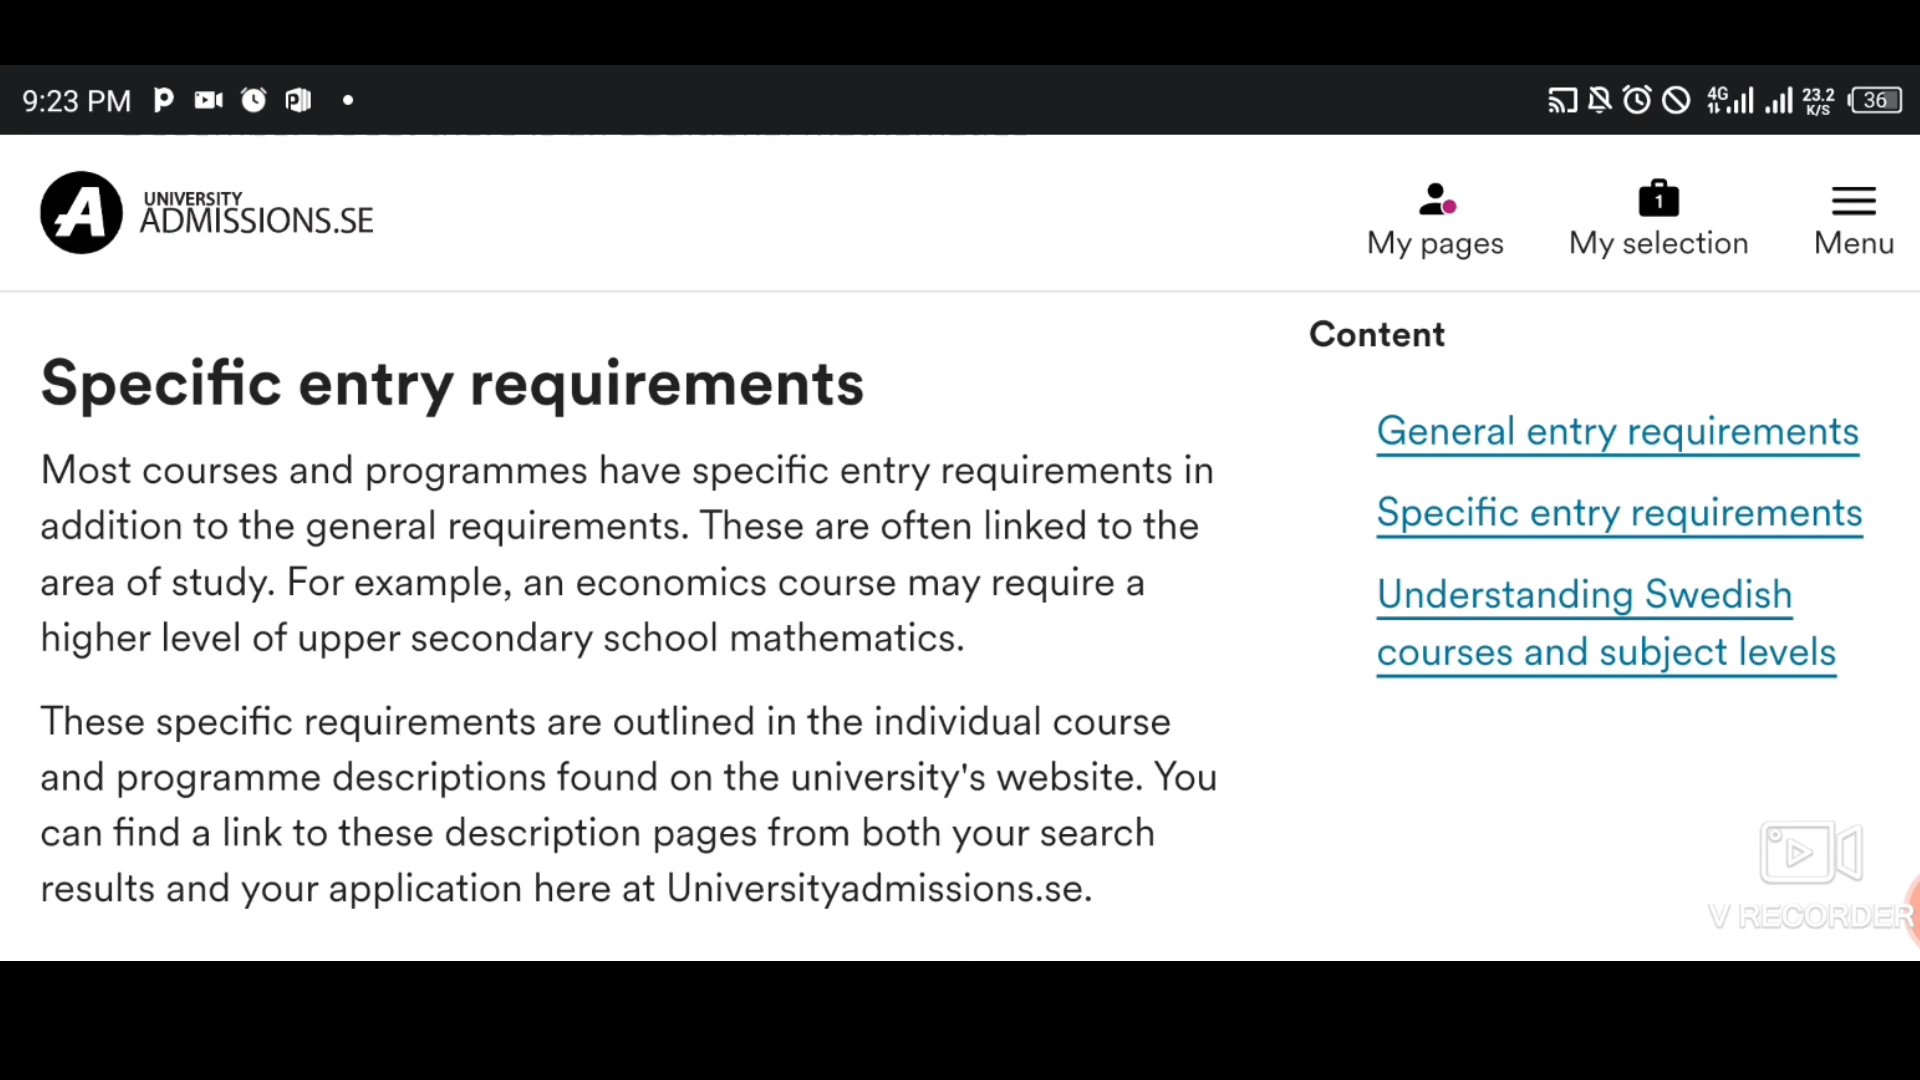 9:23 PM
4G
23.2
K/S
36
UNIVERSITY
ADMISSIONS.SE
1
My pages
My selection
Menu
Specific entry requirements
Most courses and programmes have specific entry requirements in
addition to the general requirements. These are often linked to the
area of study. For example, an economics course may require a
higher level of upper secondary school mathematics.
These specific requirements are outlined in the individual course
and programme descriptions found on the university's website. You
can find a link to these description pages from both your search
results and your application here at Universityadmissions.se.
Content
General entry requirements
Specific entry requirements
Understanding Swedish
courses and subject levels
V RECORDER